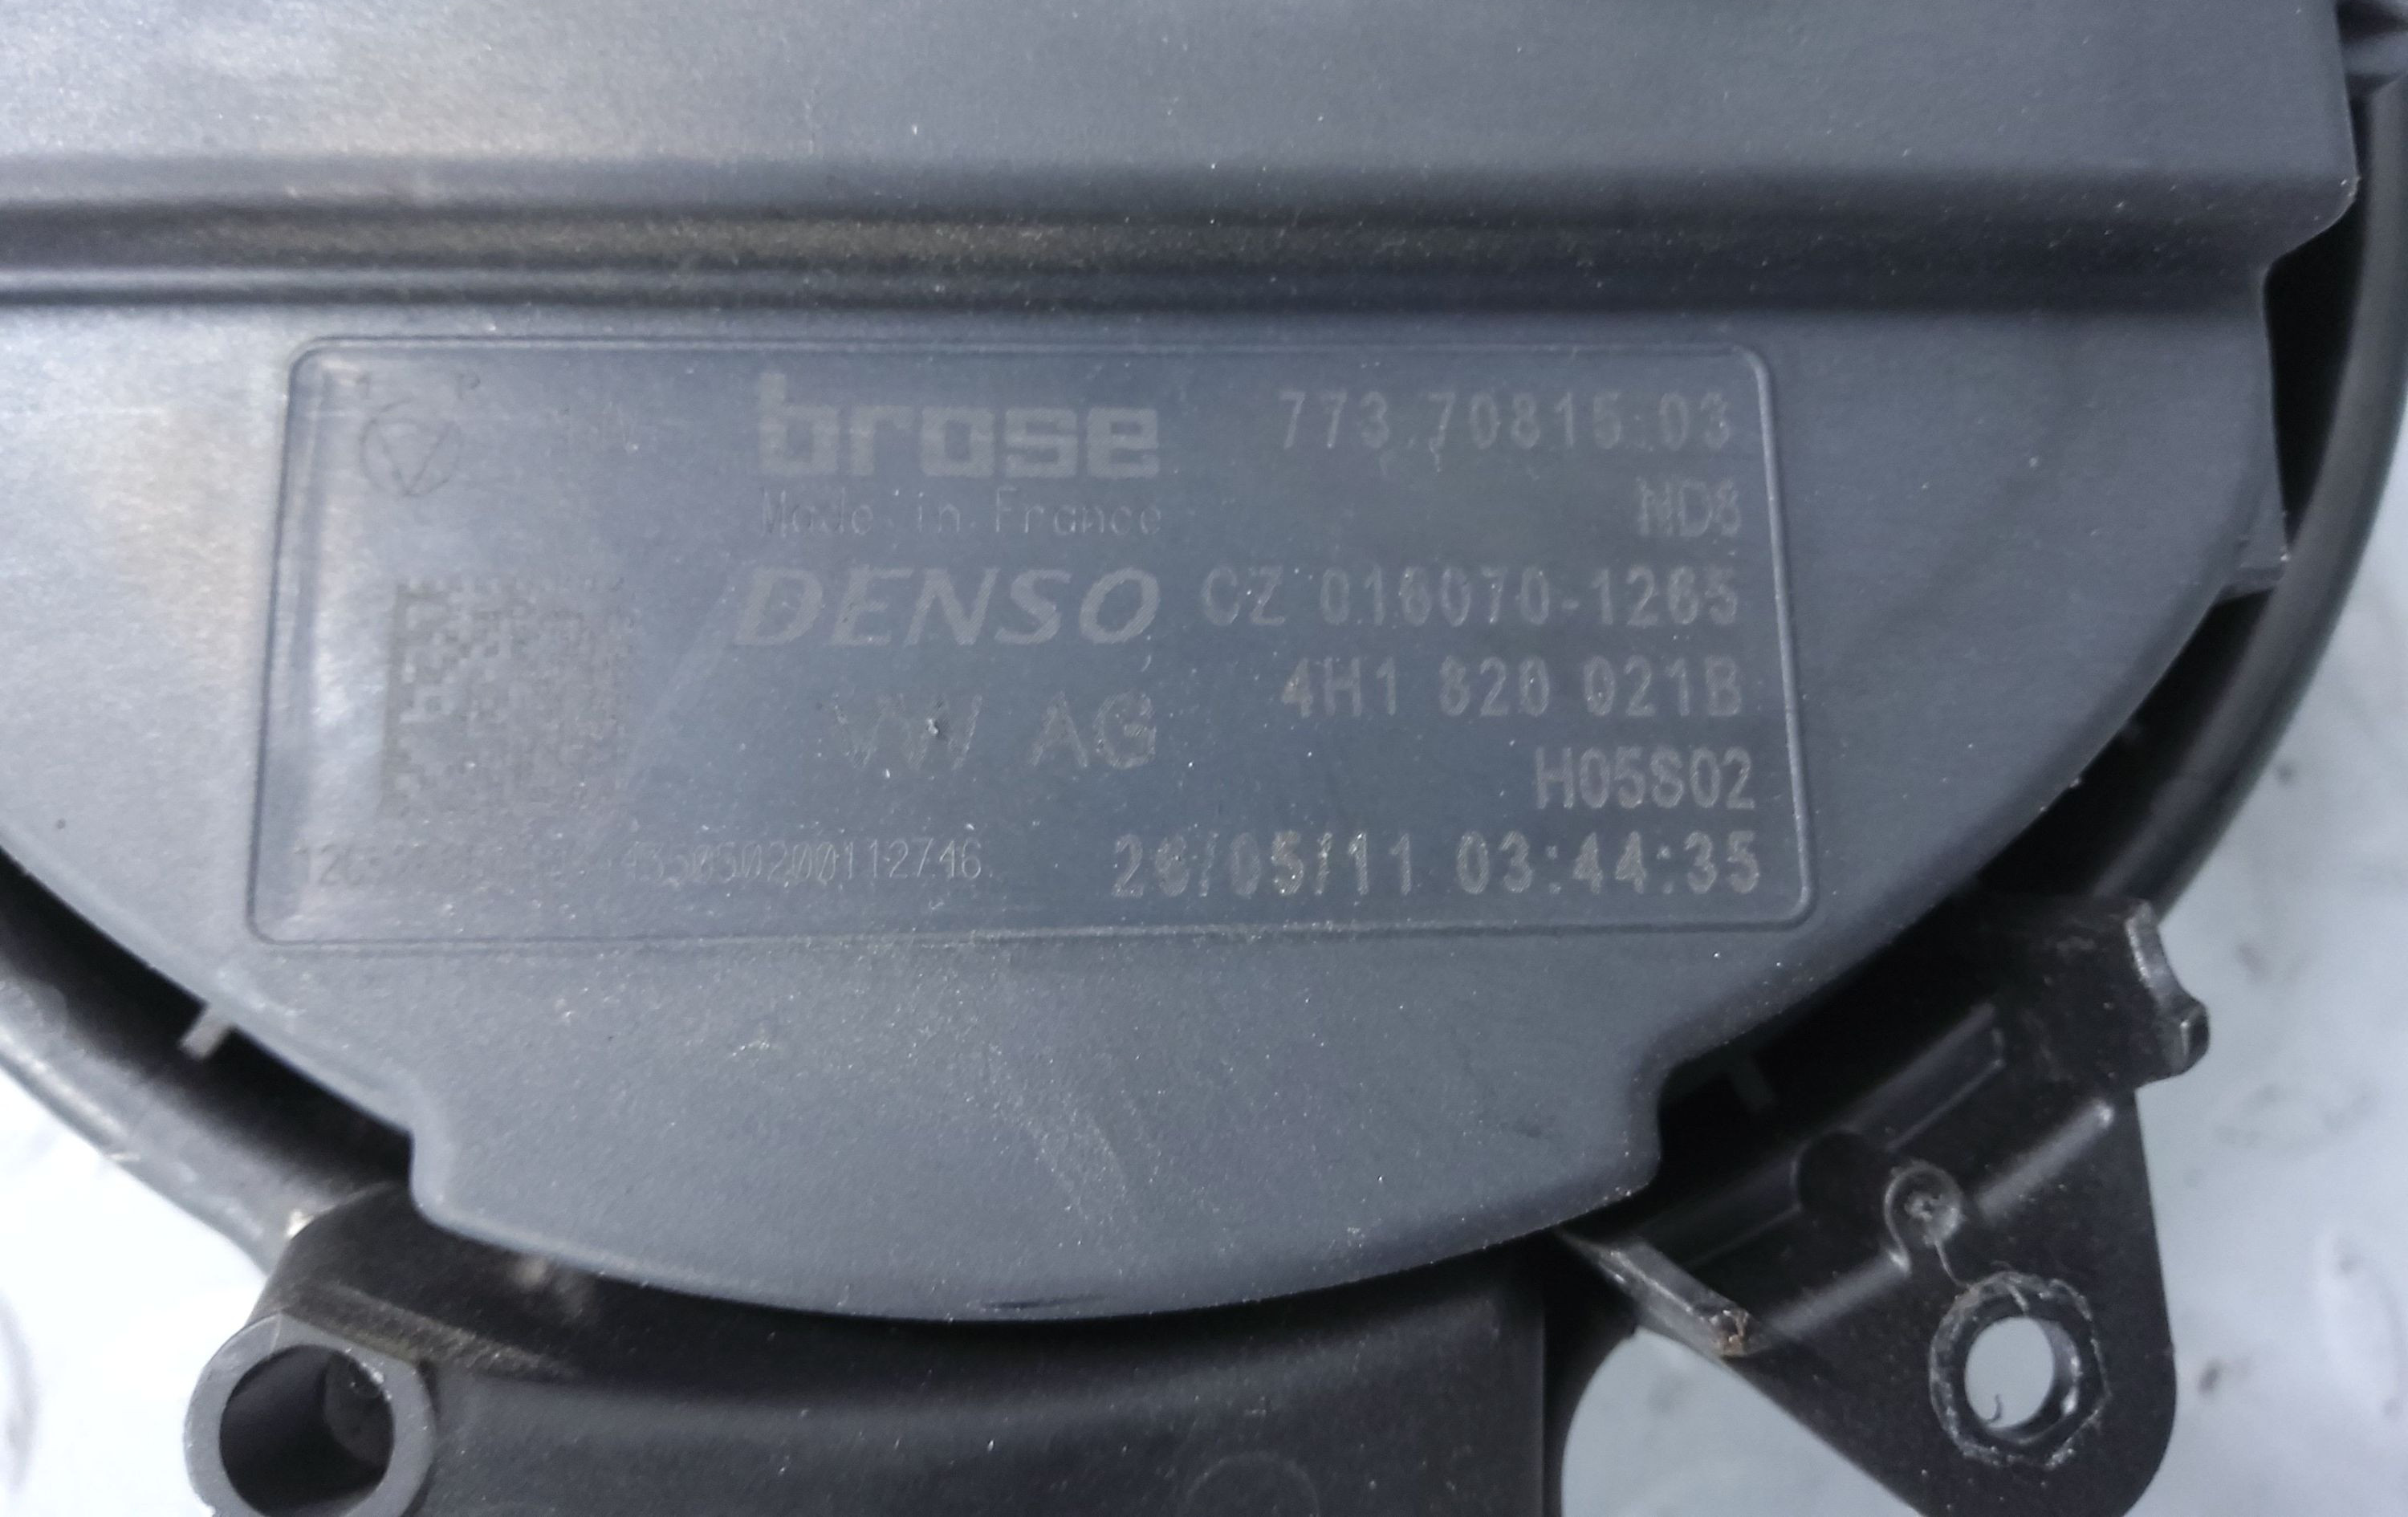 brose 773.70815.03
Made in France ND8
DENSO CZ 016070-1265
VW AG 4H1 820 021B
H05S02
26/05/11 03:44:35